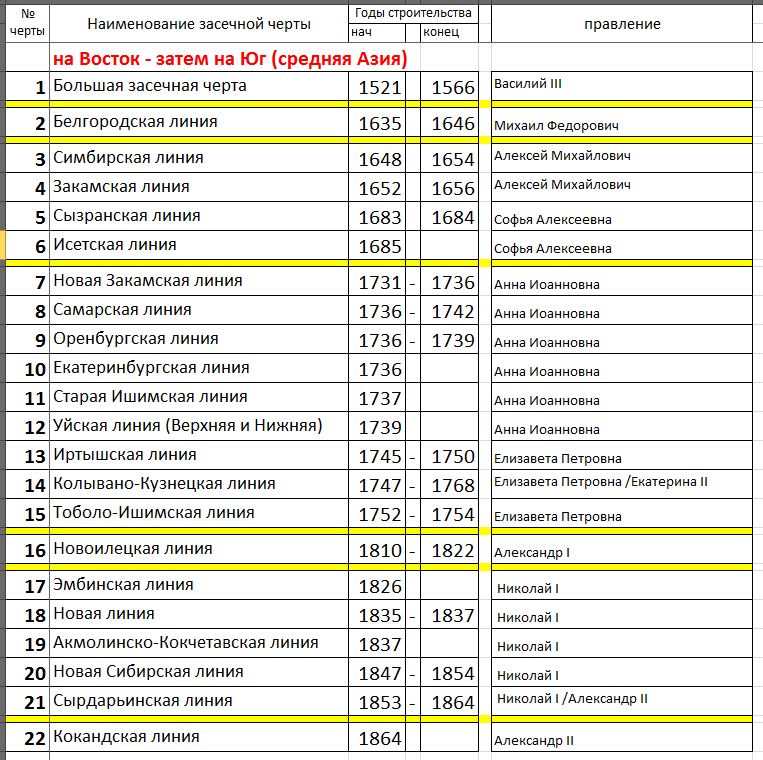 № черты Наименование засечной черты Годы строительства нач конец правление
на Восток - затем на Юг (средняя Азия)
1 Большая засечная черта 1521 1566 Василий III
2 Белгородская линия 1635 1646 Михаил Федорович
3 Симбирская линия 1648 1654 Алексей Михайлович
4 Закамская линия 1652 1656 Алексей Михайлович
5 Сызранская линия 1683 1684 Софья Алексеевна
6 Исетская линия 1685 Софья Алексеевна
7 Новая Закамская линия 1731 - 1736 Анна Иоанновна
8 Самарская линия 1736 - 1742 Анна Иоанновна
9 Оренбургская линия 1736 - 1739 Анна Иоанновна
10 Екатеринбургская линия 1736 Анна Иоанновна
11 Старая Ишимская линия 1737 Анна Иоанновна
12 Уйская линия (Верхняя и Нижняя) 1739 Анна Иоанновна
13 Иртышская линия 1745 - 1750 Елизавета Петровна
14 Колывано-Кузнецкая линия 1747 - 1768 Елизавета Петровна /Екатерина II
15 Тоболо-Ишимская линия 1752 - 1754 Елизавета Петровна
16 Новоилецкая линия 1810 - 1822 Александр I
17 Эмбинская линия 1826 Николай I
18 Новая линия 1835 - 1837 Николай I
19 Акмолинско-Кокчетавская линия 1837 Николай I
20 Новая Сибирская линия 1847 - 1854 Николай I
21 Сырдарьинская линия 1853 - 1864 Николай I /Александр II
22 Кокандская линия 1864 Александр II